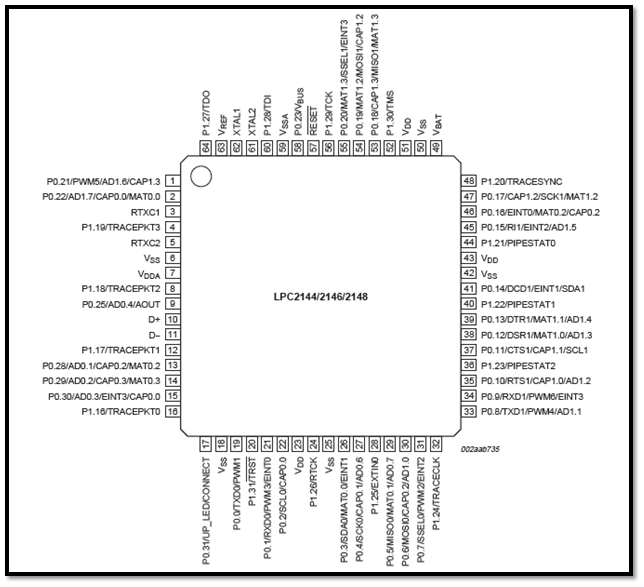 64 P1.27/TDO
63 VREF
62 XTAL1
61 XTAL2
60 P1.28/TDI
59 VSSA
58 P0.23/VBUS
57 RESET
56 P1.29/TCK
55 P0.20/MAT1.3/SSEL1/EINT3
54 P0.19/MAT1.2/MOSI1/CAP1.2
53 P0.18/CAP1.3/MISO1/MAT1.3
52 P1.30/TMS
51 VDD
50 VSS
49 VBAT
P0.21/PWM5/AD1.6/CAP1.3 1
P0.22/AD1.7/CAP0.0/MAT0.0 2
RTXC1 3
P1.19/TRACEPKT3 4
RTXC2 5
VSS 6
VDDA 7
P1.18/TRACEPKT2 8
P0.25/AD0.4/AOUT 9
D+ 10
D− 11
P1.17/TRACEPKT1 12
P0.28/AD0.1/CAP0.2/MAT0.2 13
P0.29/AD0.2/CAP0.3/MAT0.3 14
P0.30/AD0.3/EINT3/CAP0.0 15
P1.16/TRACEPKT0 16
LPC2144/2146/2148
48 P1.20/TRACESYNC
47 P0.17/CAP1.2/SCK1/MAT1.2
46 P0.16/EINT0/MAT0.2/CAP0.2
45 P0.15/RI1/EINT2/AD1.5
44 P1.21/PIPESTAT0
43 VDD
42 VSS
41 P0.14/DCD1/EINT1/SDA1
40 P1.22/PIPESTAT1
39 P0.13/DTR1/MAT1.1/AD1.4
38 P0.12/DSR1/MAT1.0/AD1.3
37 P0.11/CTS1/CAP1.1/SCL1
36 P1.23/PIPESTAT2
35 P0.10/RTS1/CAP1.0/AD1.2
34 P0.9/RXD1/PWM6/EINT3
33 P0.8/TXD1/PWM4/AD1.1
P0.31/UP_LED/CONNECT 17
VSS 18
P0.0/TXD0/PWM1 19
P1.31/TRST 20
P0.1/RXD0/PWM3/EINT0 21
P0.2/SCL0/CAP0.0 22
VDD 23
P1.26/RTCK 24
VSS 25
P0.3/SDA0/MAT0.0/EINT1 26
P0.4/SCK0/CAP0.1/AD0.6 27
P1.25/EXTIN0 28
P0.5/MISO0/MAT0.1/AD0.7 29
P0.6/MOSI0/CAP0.2/AD1.0 30
P0.7/SSEL0/PWM2/EINT2 31
P1.24/TRACECLK 32
002aab735